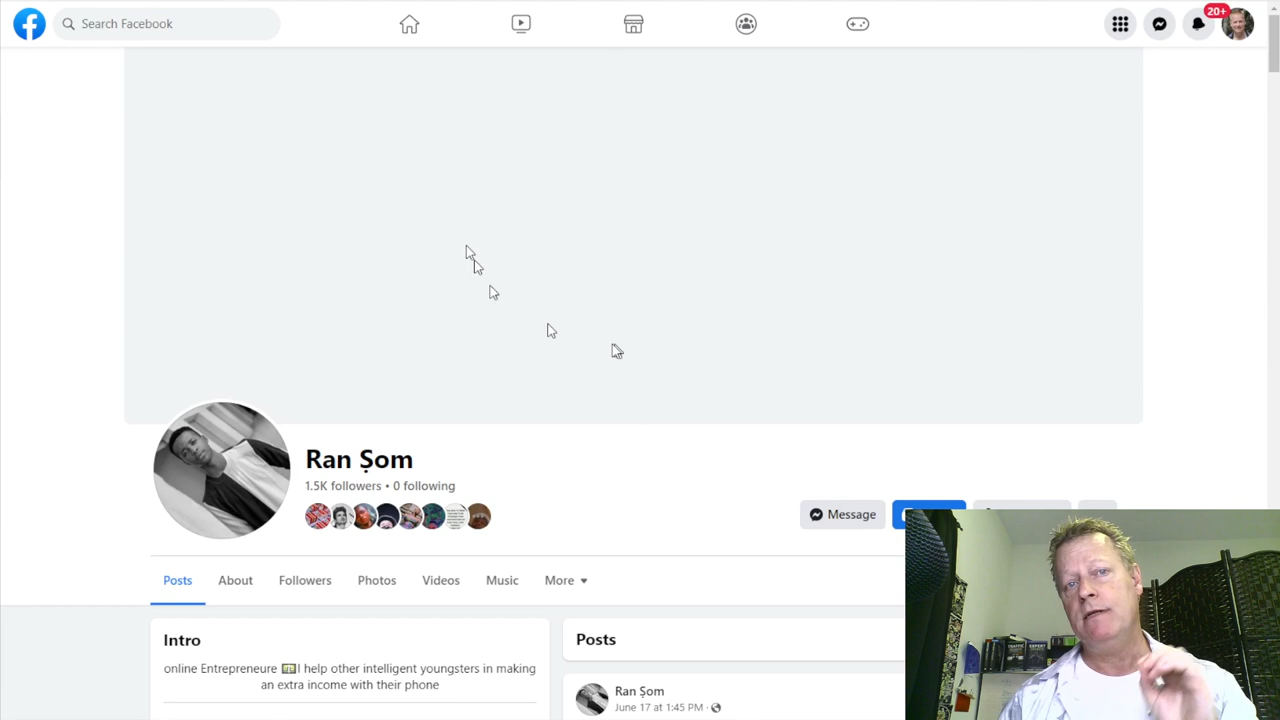 Search Facebook
20+
Ran Ṣom
1.5K followers • 0 following
Message
Posts
About
Followers
Photos
Videos
Music
More
Intro
online Entrepreneure 💵I help other intelligent youngsters in making
an extra income with their phone
Posts
Ran Ṣom
June 17 at 1:45 PM ·